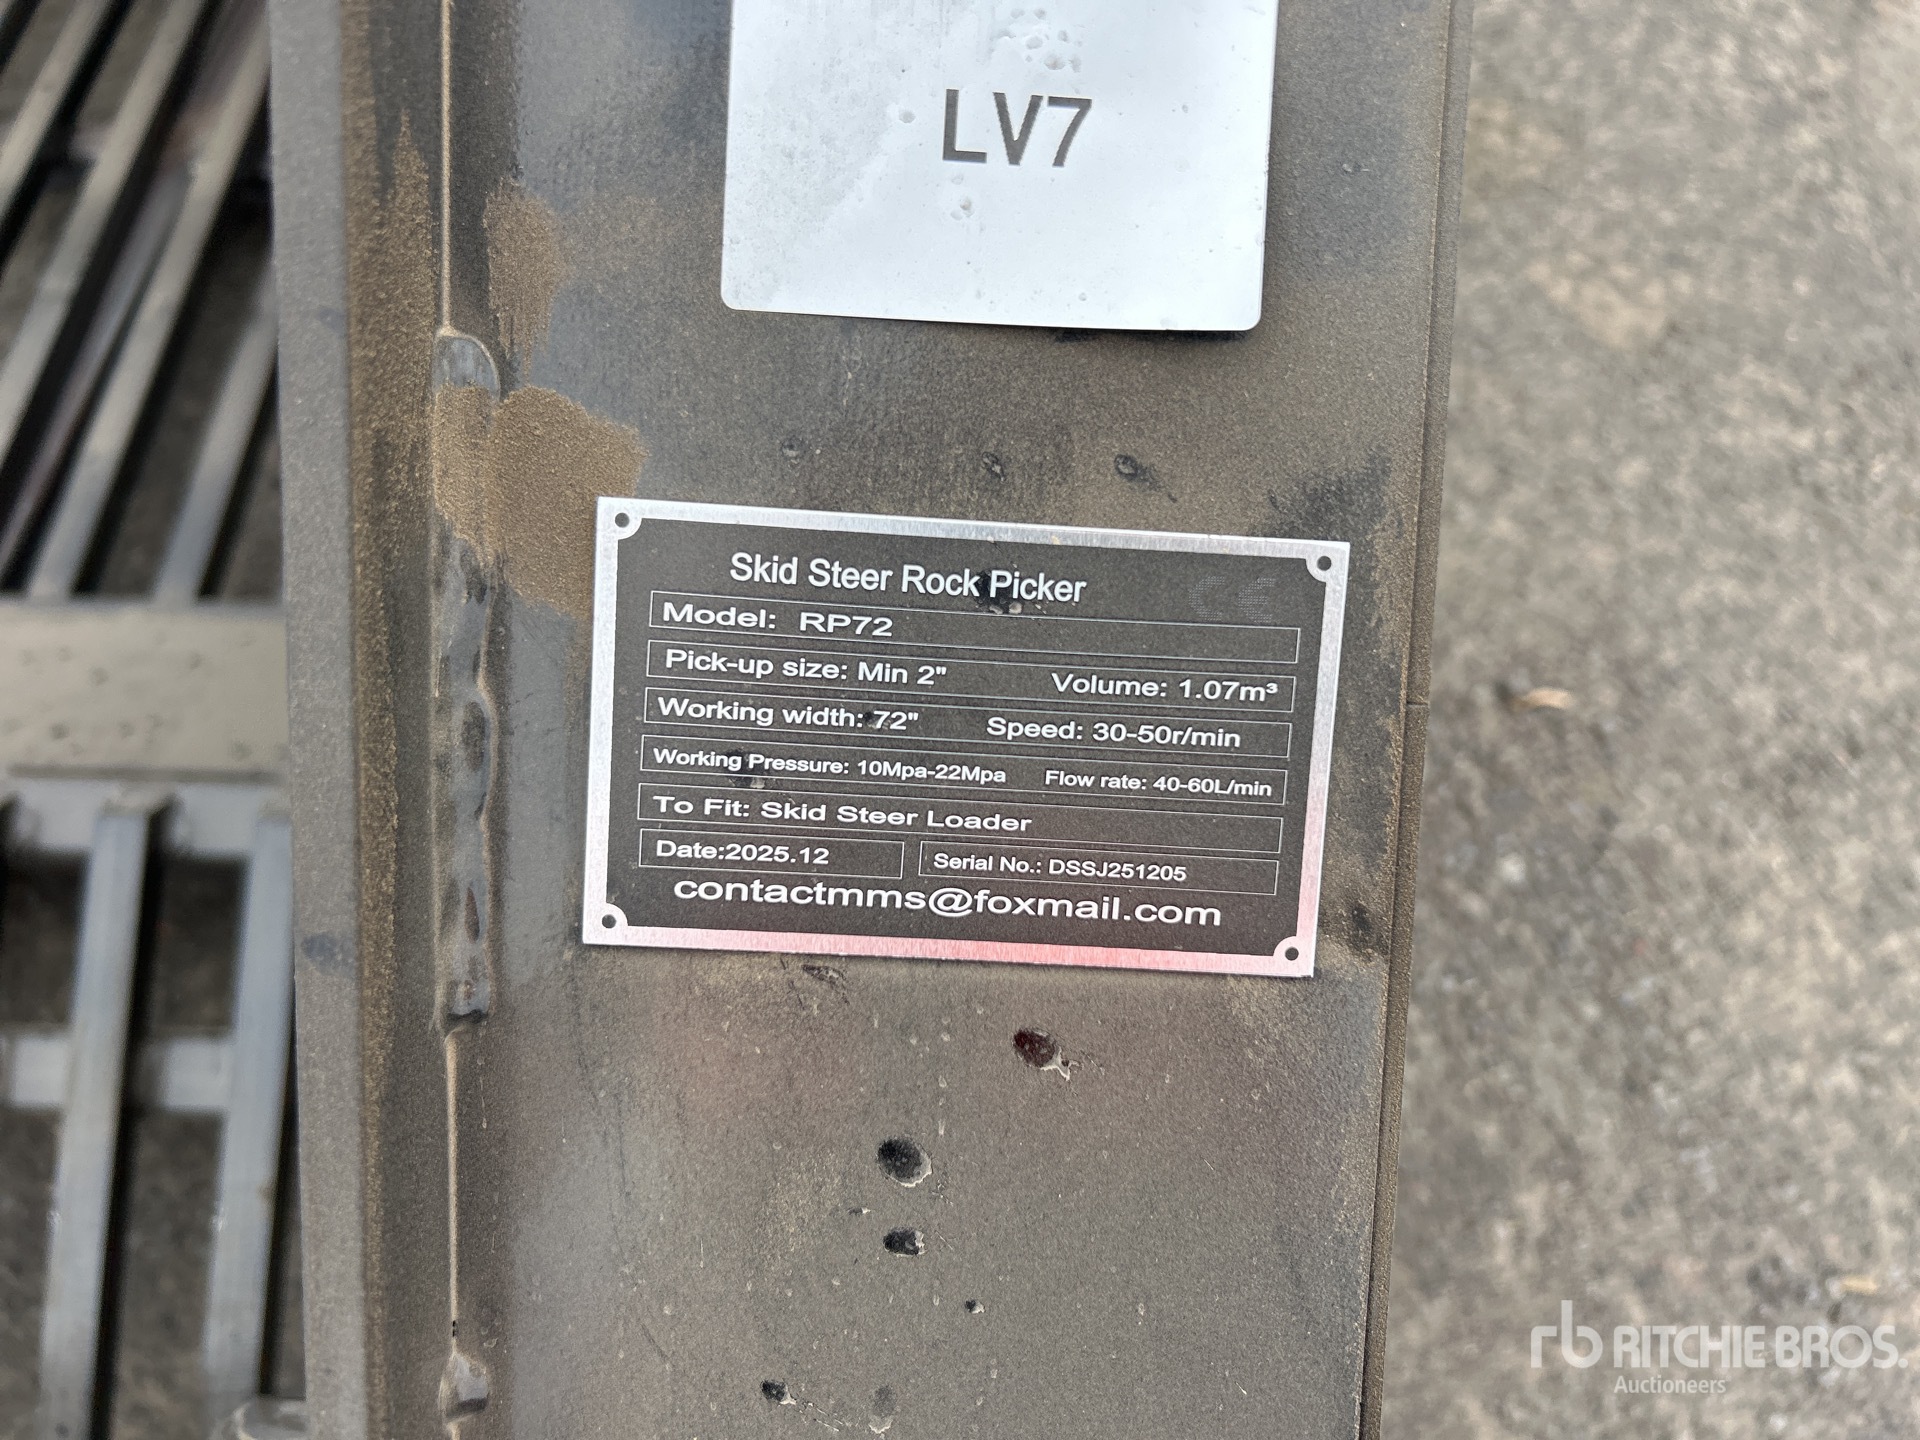 LV7
Skid Steer Rock Picker CE
Model: RP72
Pick-up size: Min 2" Volume: 1.07m³
Working width: 72" Speed: 30-50r/min
Working Pressure: 10Mpa-22Mpa Flow rate: 40-60L/min
To Fit: Skid Steer Loader
Date:2025.12 Serial No.: DSSJ251205
contactmms@foxmail.com
rb RITCHIE BROS.
Auctioneers